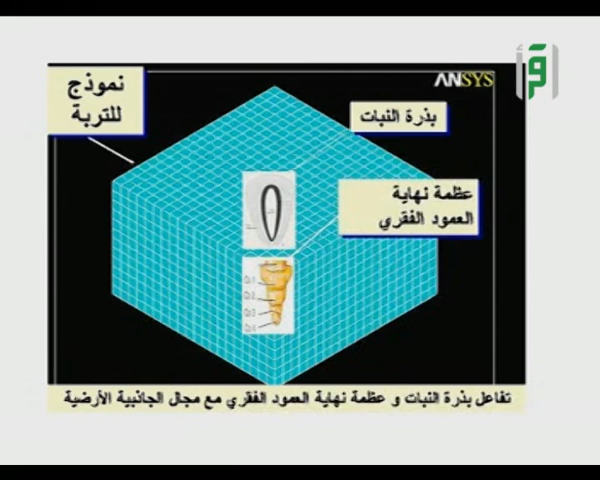 نموذج
للتربة
ANSYS
اقرأ
بذرة النبات
عظمة نهاية
العمود الفقري
تفاعل بذرة النبات و عظمة نهاية العمود الفقري مع مجال الجاذبية الأرضية